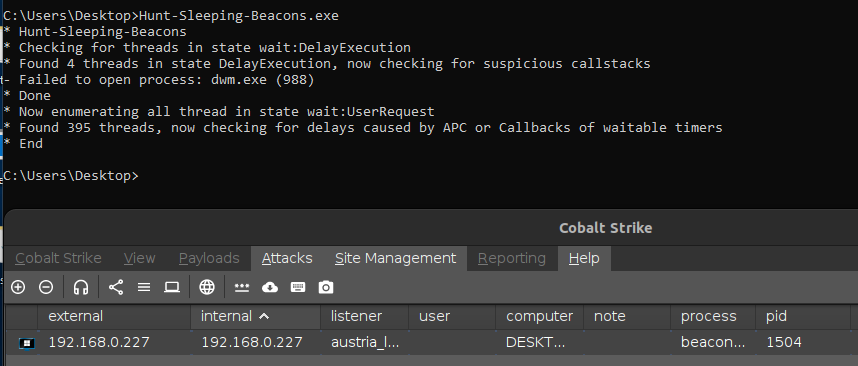 C:\Users\Desktop>Hunt-Sleeping-Beacons.exe
* Hunt-Sleeping-Beacons
* Checking for threads in state wait:DelayExecution
* Found 4 threads in state DelayExecution, now checking for suspicious callstacks
- Failed to open process: dwm.exe (988)
* Done
* Now enumerating all thread in state wait:UserRequest
* Found 395 threads, now checking for delays caused by APC or Callbacks of waitable timers
* End
C:\Users\Desktop>
Cobalt Strike
Cobalt Strike View Payloads Attacks Site Management Reporting Help
external internal listener user computer note process pid
192.168.0.227 192.168.0.227 austria_l... DESKT... beacon... 1504